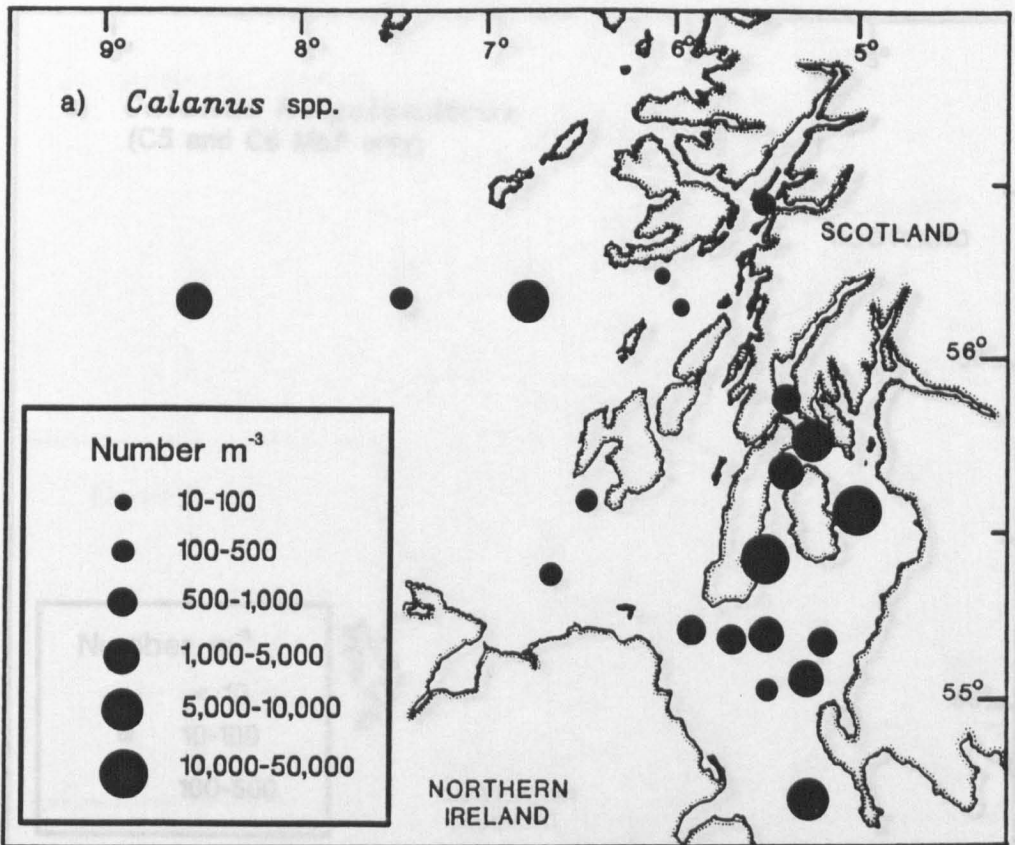 9° 8° 7° 6° 5°
a) Calanus spp.
SCOTLAND
56°
Number m⁻³
10-100
100-500
500-1,000
1,000-5,000
5,000-10,000
10,000-50,000
55°
NORTHERN
IRELAND